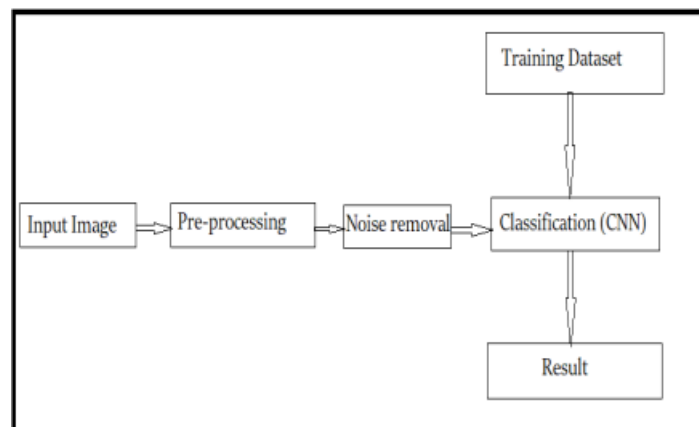 Training Dataset
Input Image
Pre-processing
Noise removal
Classification (CNN)
Result